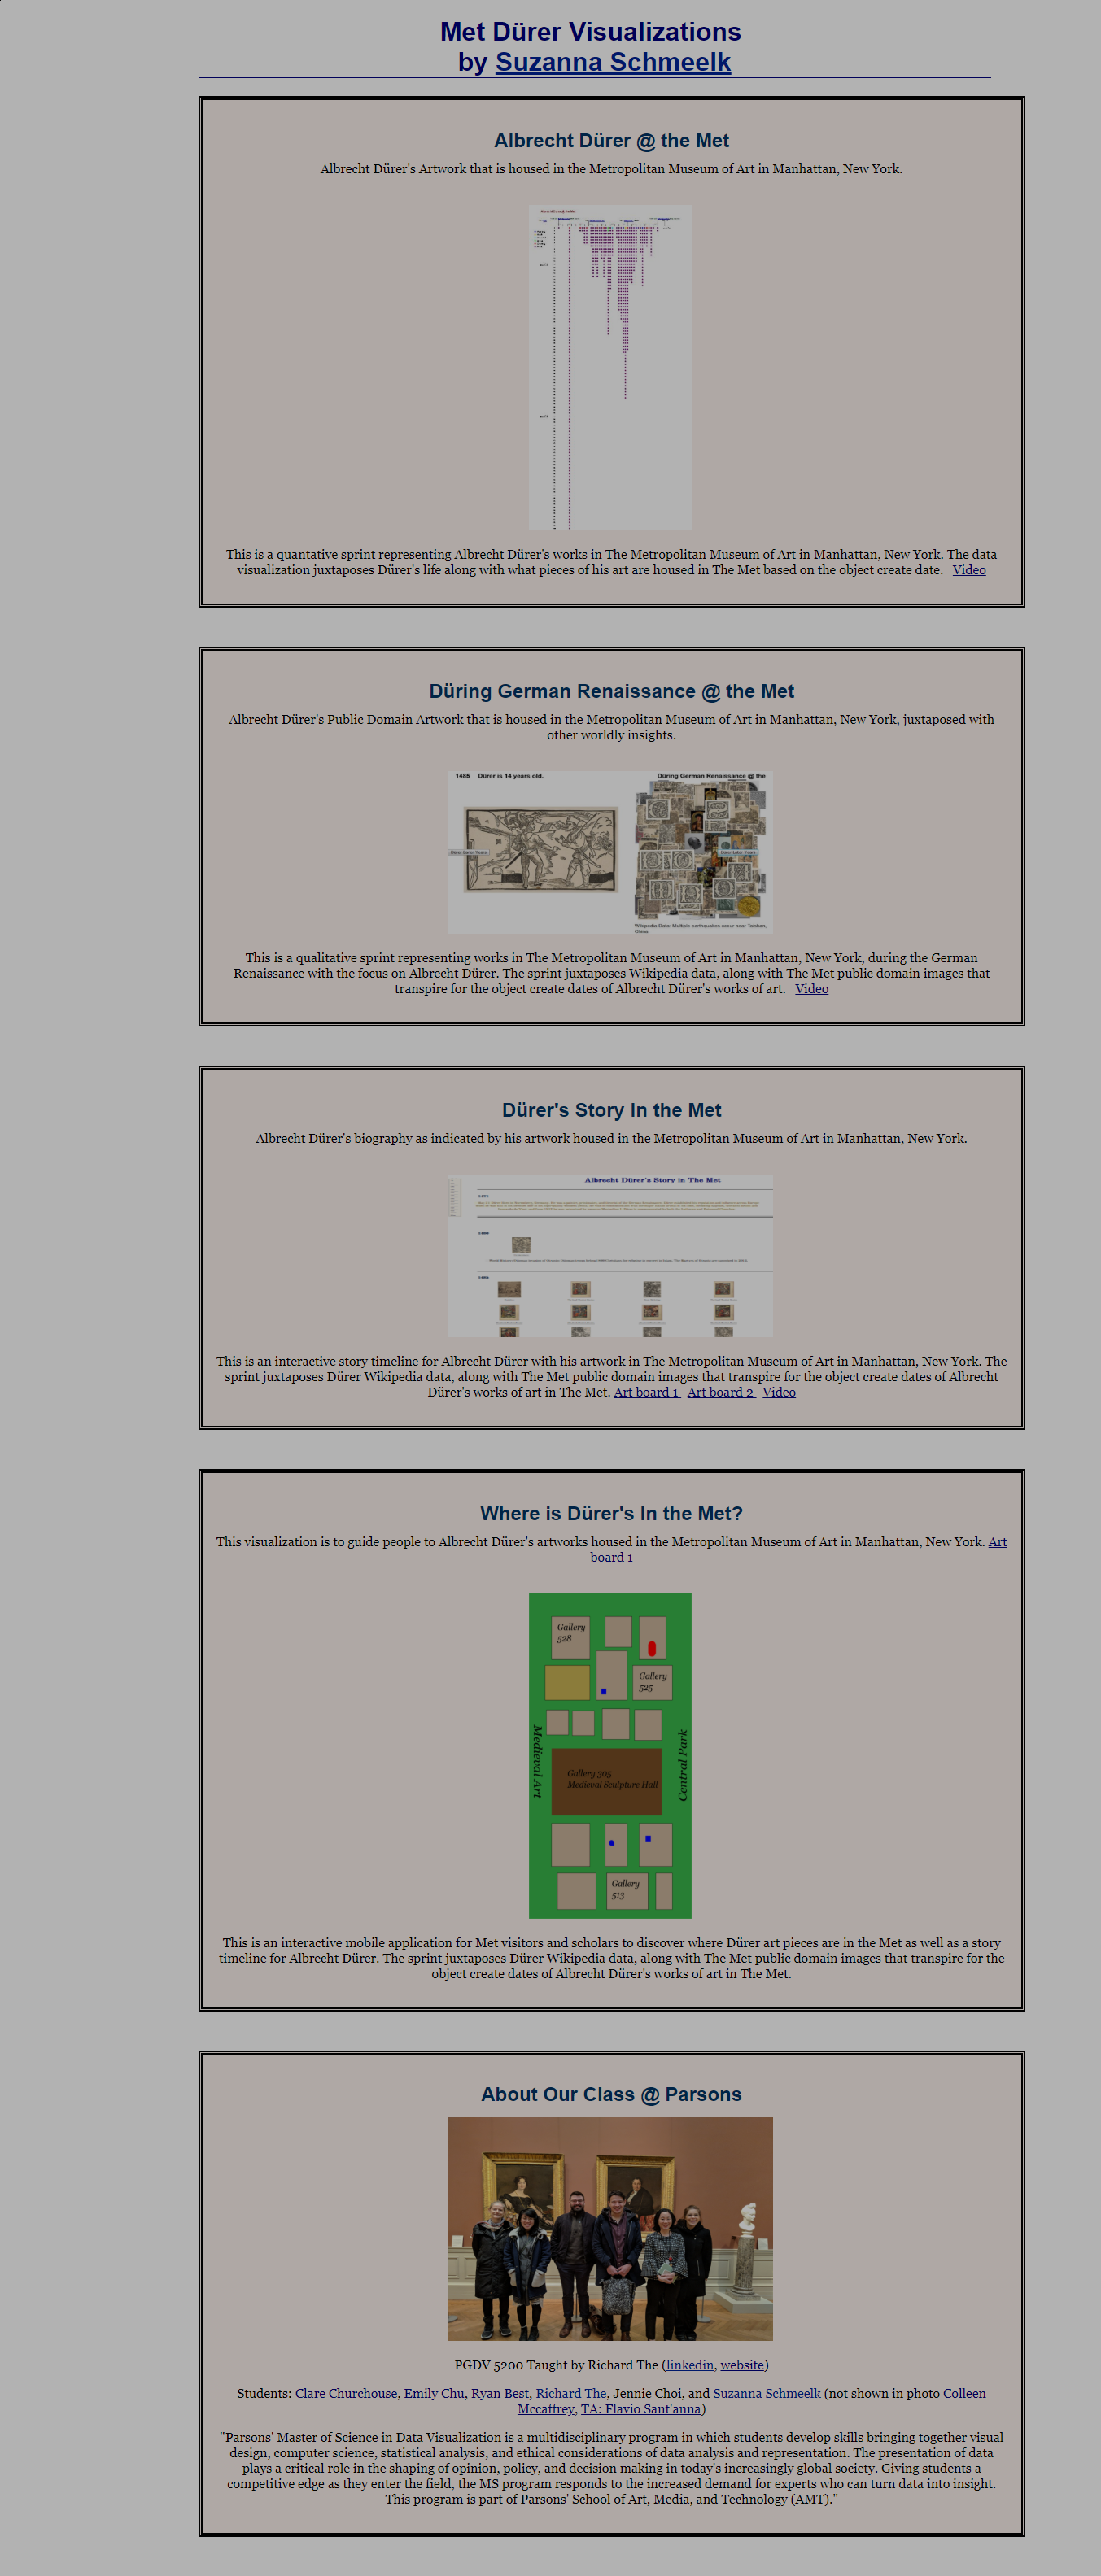 Met Dürer Visualizations
by Suzanna Schmeelk
Albrecht Dürer @ the Met
Albrecht Dürer's Artwork that is housed in the Metropolitan Museum of Art in Manhattan, New York.
This is a quantative sprint representing Albrecht Dürer's works in The Metropolitan Museum of Art in Manhattan, New York. The data
visualization juxtaposes Dürer's life along with what pieces of his art are housed in The Met based on the object create date. Video
Düring German Renaissance @ the Met
Albrecht Dürer's Public Domain Artwork that is housed in the Metropolitan Museum of Art in Manhattan, New York, juxtaposed with
other worldly insights.
1485 Dürer is 14 years old. Düring German Renaissance @ the
Wikipedia Data: Multiple earthquakes occur near Taishan,
China.
This is a qualitative sprint representing works in The Metropolitan Museum of Art in Manhattan, New York, during the German
Renaissance with the focus on Albrecht Dürer. The sprint juxtaposes Wikipedia data, along with The Met public domain images that
transpire for the object create dates of Albrecht Dürer's works of art. Video
Dürer's Story In the Met
Albrecht Dürer's biography as indicated by his artwork housed in the Metropolitan Museum of Art in Manhattan, New York.
Albrecht Dürer's Story in The Met
This is an interactive story timeline for Albrecht Dürer with his artwork in The Metropolitan Museum of Art in Manhattan, New York. The
sprint juxtaposes Dürer Wikipedia data, along with The Met public domain images that transpire for the object create dates of Albrecht
Dürer's works of art in The Met. Art board 1 Art board 2 Video
Where is Dürer's In the Met?
This visualization is to guide people to Albrecht Dürer's artworks housed in the Metropolitan Museum of Art in Manhattan, New York. Art
board 1
Gallery
528
Gallery
525
Medieval Art
Central Park
Gallery 305
Medieval Sculpture Hall
Gallery
513
This is an interactive mobile application for Met visitors and scholars to discover where Dürer art pieces are in the Met as well as a story
timeline for Albrecht Dürer. The sprint juxtaposes Dürer Wikipedia data, along with The Met public domain images that transpire for the
object create dates of Albrecht Dürer's works of art in The Met.
About Our Class @ Parsons
PGDV 5200 Taught by Richard The (linkedin, website)
Students: Clare Churchouse, Emily Chu, Ryan Best, Richard The, Jennie Choi, and Suzanna Schmeelk (not shown in photo Colleen
Mccaffrey, TA: Flavio Sant'anna)
"Parsons' Master of Science in Data Visualization is a multidisciplinary program in which students develop skills bringing together visual
design, computer science, statistical analysis, and ethical considerations of data analysis and representation. The presentation of data
plays a critical role in the shaping of opinion, policy, and decision making in today's increasingly global society. Giving students a
competitive edge as they enter the field, the MS program responds to the increased demand for experts who can turn data into insight.
This program is part of Parsons' School of Art, Media, and Technology (AMT)."